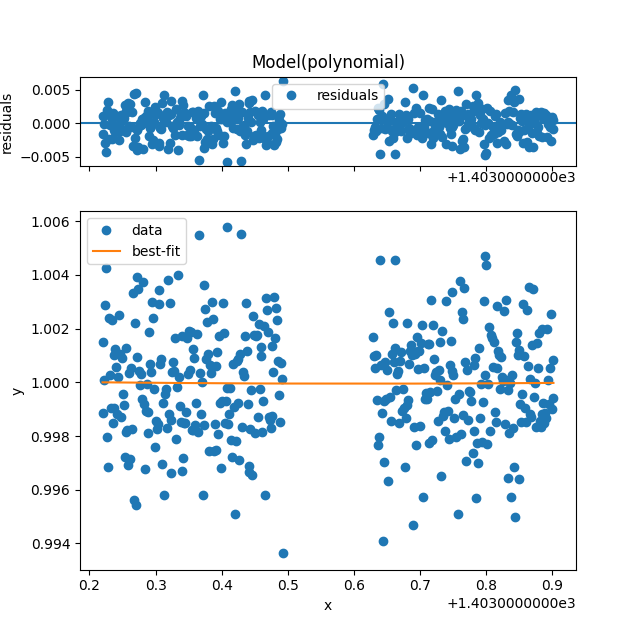 Model(polynomial)
0.005
0.000
−0.005
residuals
residuals
+1.4030000000e3
1.006
1.004
1.002
1.000
0.998
0.996
0.994
y
data
best-fit
0.2 0.3 0.4 0.5 0.6 0.7 0.8 0.9
x
+1.4030000000e3